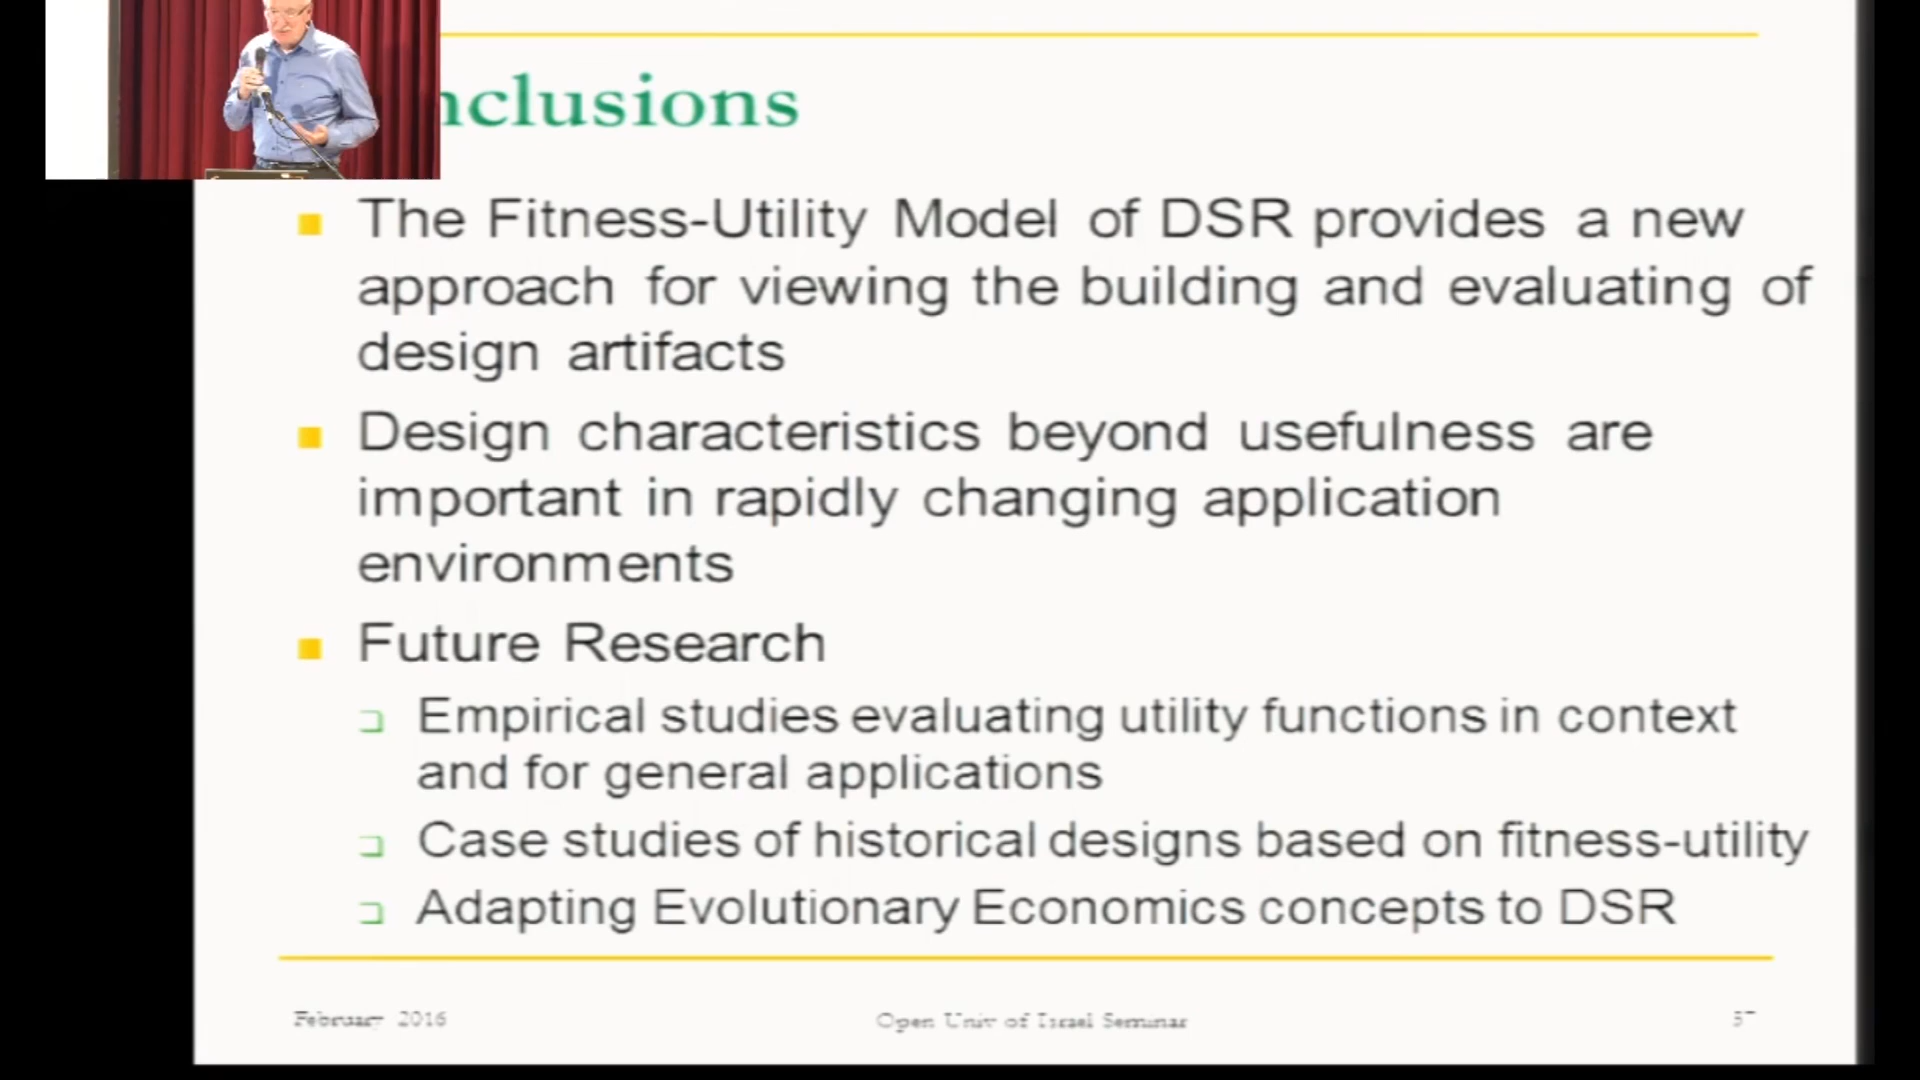 nclusions
The Fitness-Utility Model of DSR provides a new
approach for viewing the building and evaluating of
design artifacts
Design characteristics beyond usefulness are
important in rapidly changing application
environments
Future Research
Empirical studies evaluating utility functions in context
and for general applications
Case studies of historical designs based on fitness-utility
Adapting Evolutionary Economics concepts to DSR
February 2016
Open Univ of Israel Seminar